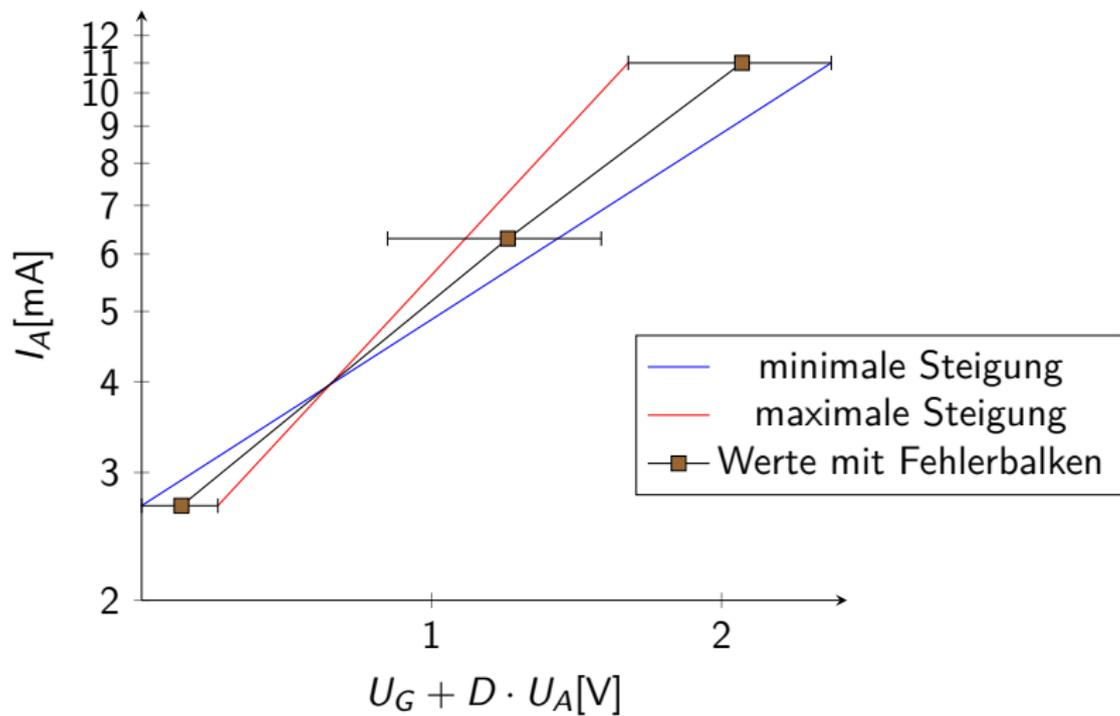 12
11
10
9
8
7
6
5
4
3
2
I_A[mA]
1
2
U_G + D · U_A[V]
minimale Steigung
maximale Steigung
Werte mit Fehlerbalken